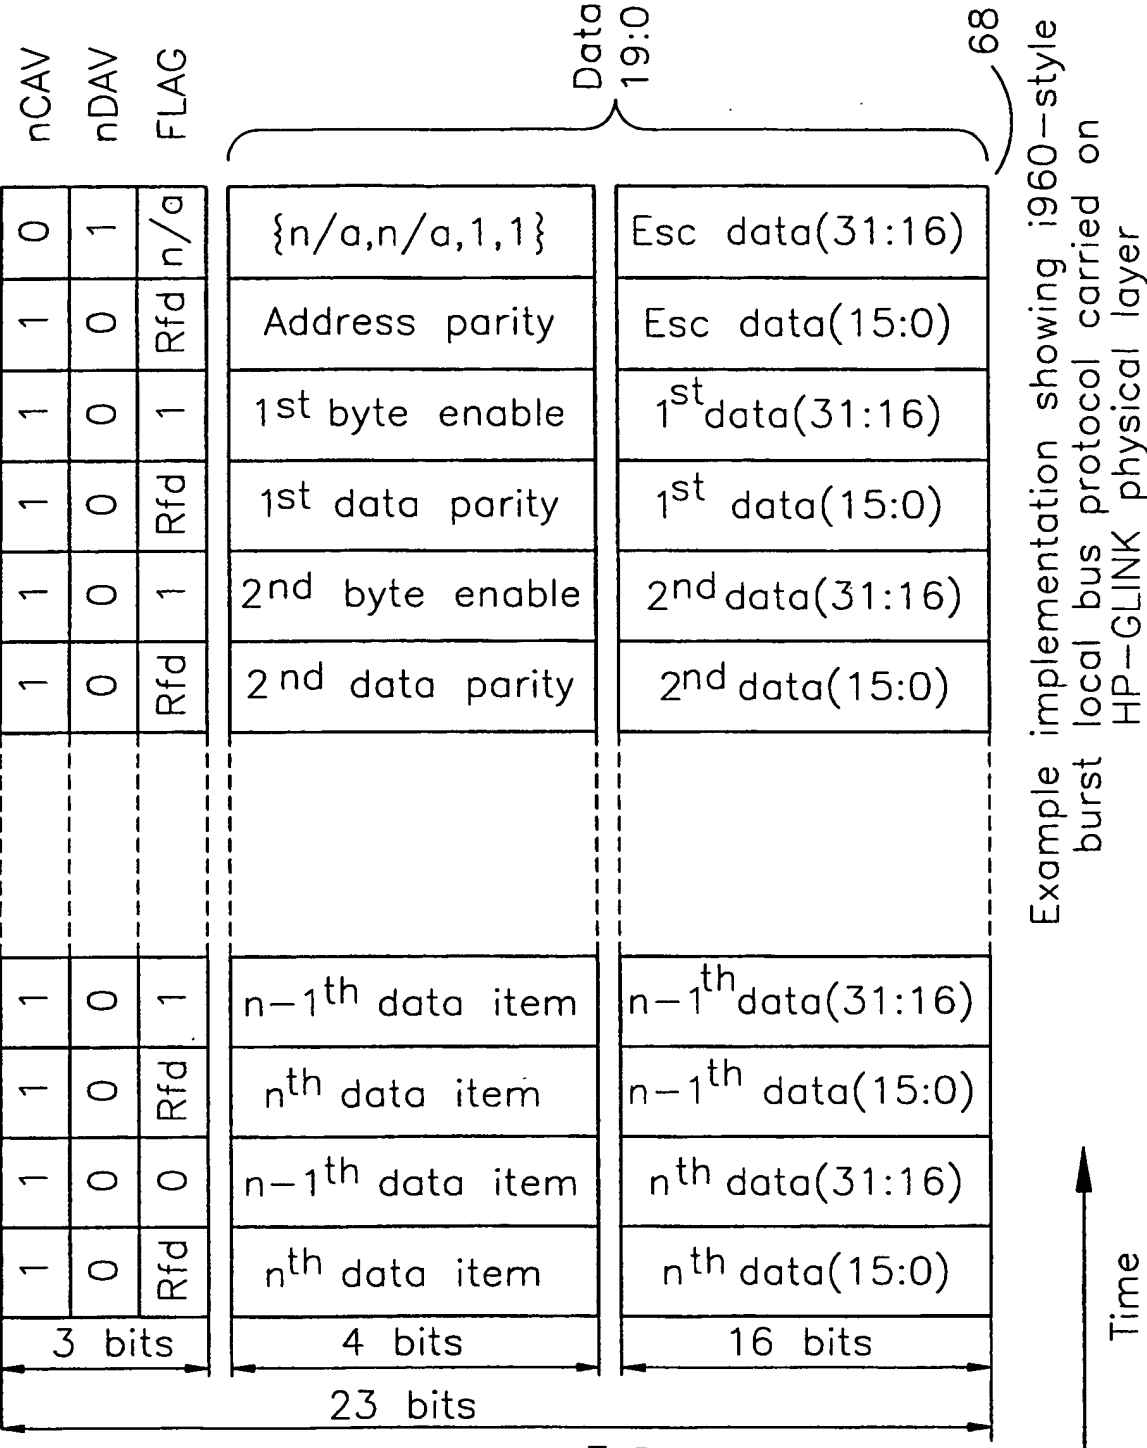 nCAV
nDAV
FLAG
Data
19:0
68
0 1 n/a {n/a,n/a,1,1} Esc data(31:16)
1 0 Rfd Address parity Esc data(15:0)
1 0 1 1st byte enable 1st data(31:16)
1 0 Rfd 1st data parity 1st data(15:0)
1 0 1 2nd byte enable 2nd data(31:16)
1 0 Rfd 2nd data parity 2nd data(15:0)
1 0 1 n-1th data item n-1th data(31:16)
1 0 Rfd nth data item n-1th data(15:0)
1 0 0 n-1th data item nth data(31:16)
1 0 Rfd nth data item nth data(15:0)
3 bits 4 bits 16 bits
23 bits
Time
Example implementation showing i960-style
burst local bus protocol carried on
HP-GLINK physical layer